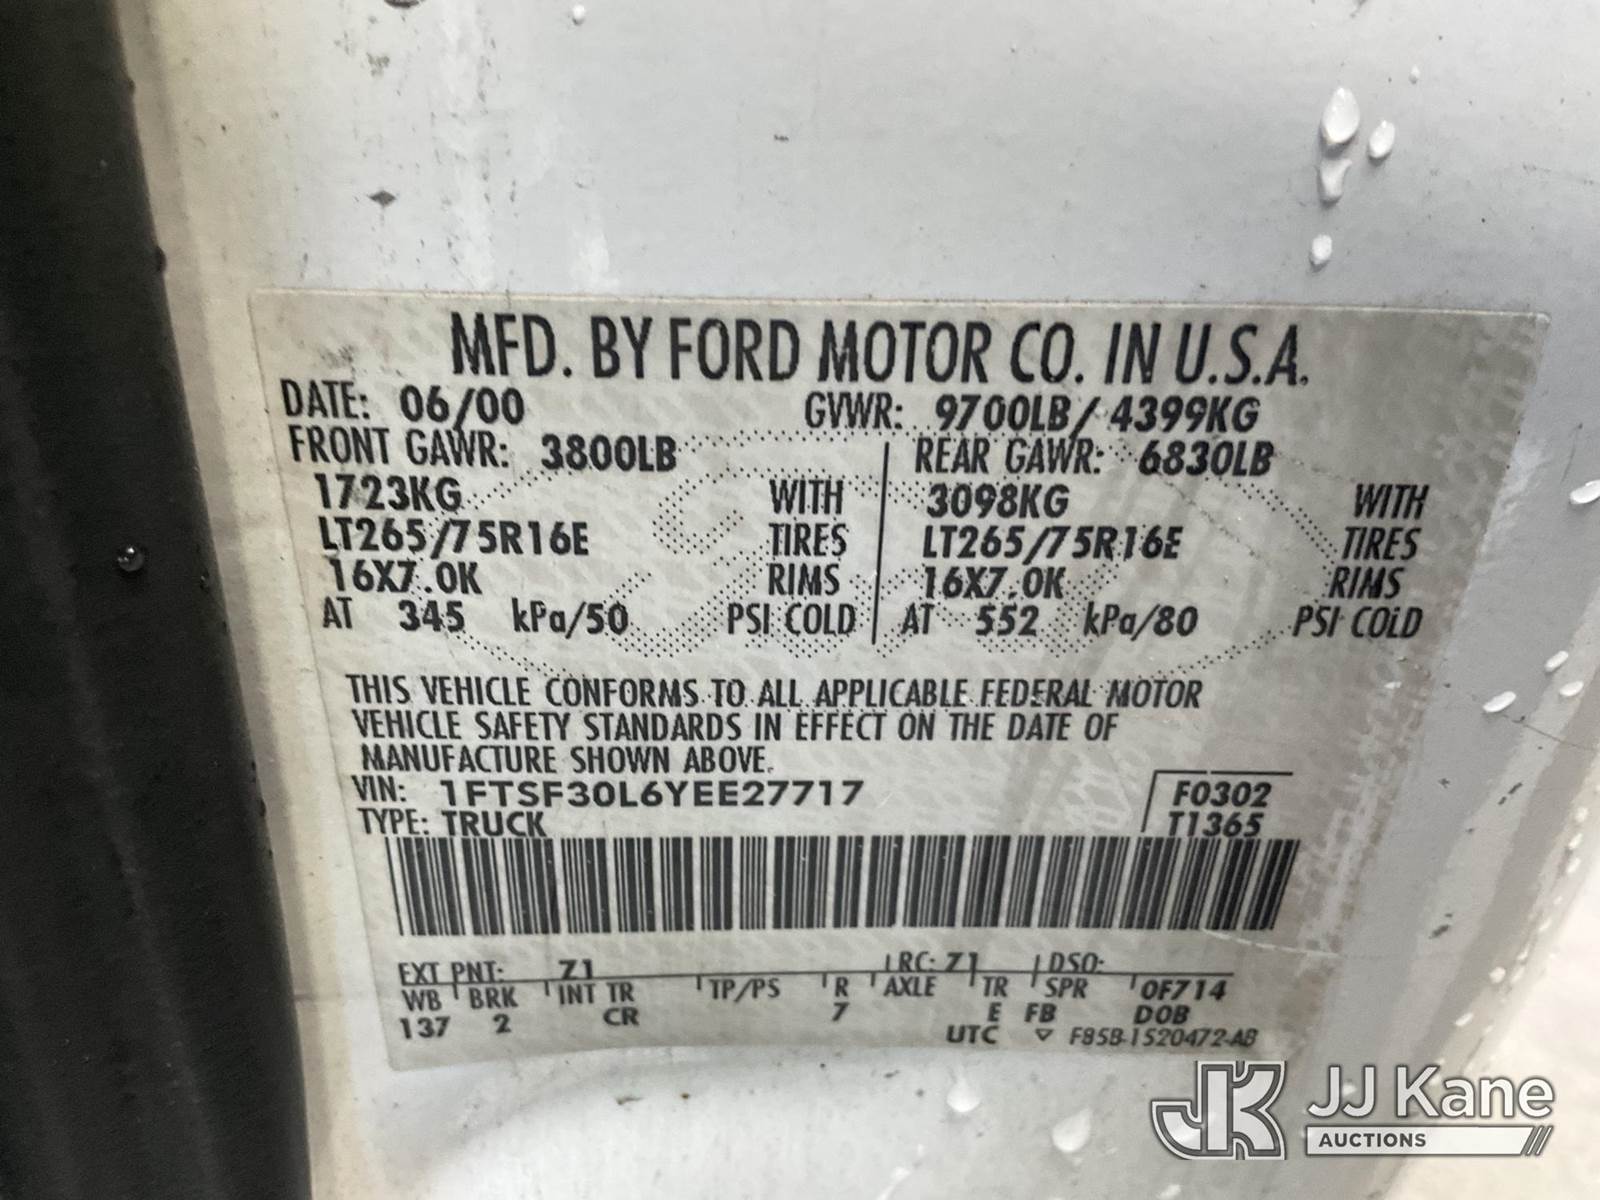 MFD. BY FORD MOTOR CO. IN U.S.A.
DATE: 06/00 GVWR: 9700LB/ 4399KG
FRONT GAWR: 3800LB REAR GAWR: 6830LB
1723KG WITH 3098KG WITH
LT265/75R16E TIRES LT265/75R16E TIRES
16X7.0K RIMS 16X7.0K RIMS
AT 345 kPa/50 PSI COLD AT 552 kPa/80 PSI COLD
THIS VEHICLE CONFORMS TO ALL APPLICABLE FEDERAL MOTOR
VEHICLE SAFETY STANDARDS IN EFFECT ON THE DATE OF
MANUFACTURE SHOWN ABOVE.
VIN: 1FTSF30L6YEE27717 F0302
TYPE: TRUCK T1365
EXT PNT: Z1 RC: 71 DSO:
WB BRK INT TR TP/PS R AXLE TR SPR OF714
137 2 CR 7 E FB DOB
UTC ▽ F85B-1520472-AB
JK JJ Kane
AUCTIONS